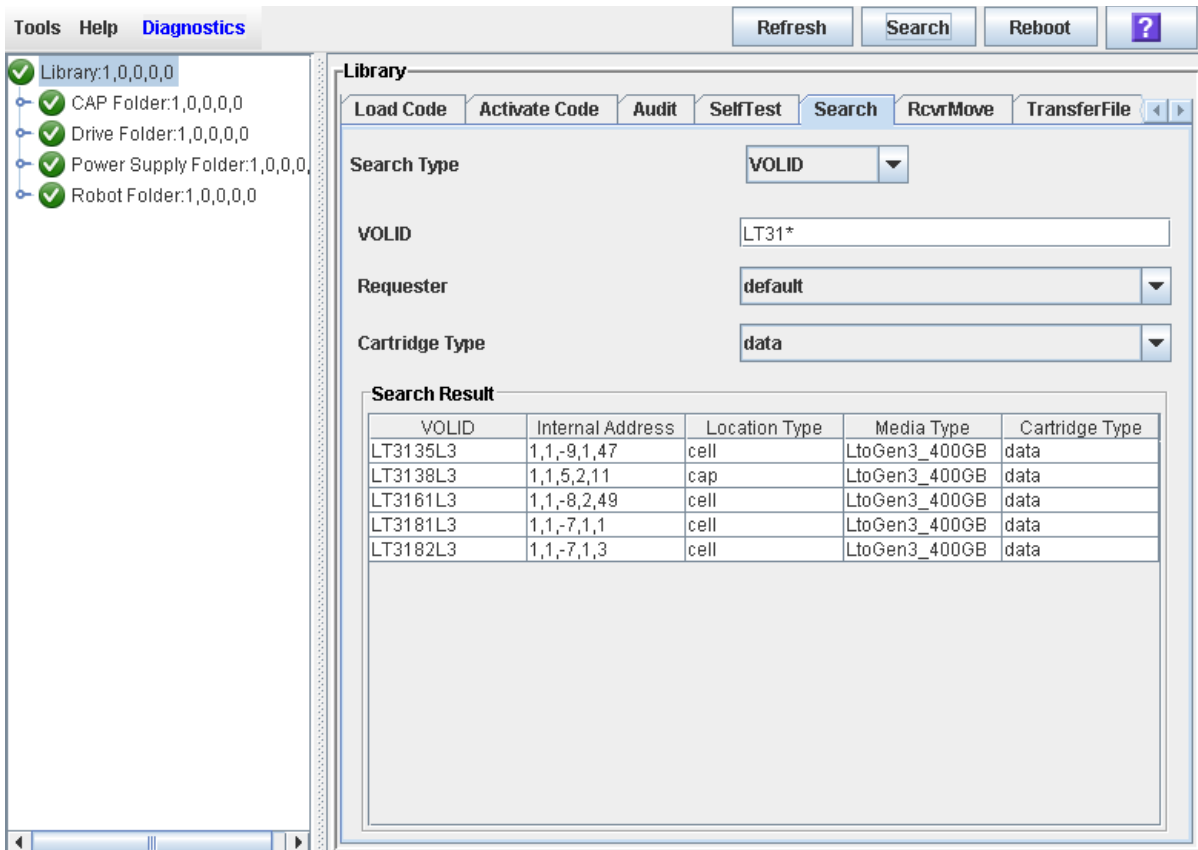 Tools Help Diagnostics Refresh Search Reboot ?
Library:1,0,0,0,0
CAP Folder:1,0,0,0,0
Drive Folder:1,0,0,0,0
Power Supply Folder:1,0,0,0,
Robot Folder:1,0,0,0,0
Library
Load Code Activate Code Audit SelfTest Search RcvrMove TransferFile
Search Type VOLID
VOLID LT31*
Requester default
Cartridge Type data
Search Result
VOLID Internal Address Location Type Media Type Cartridge Type
LT3135L3 1,1,-9,1,47 cell LtoGen3_400GB data
LT3138L3 1,1,5,2,11 cap LtoGen3_400GB data
LT3161L3 1,1,-8,2,49 cell LtoGen3_400GB data
LT3181L3 1,1,-7,1,1 cell LtoGen3_400GB data
LT3182L3 1,1,-7,1,3 cell LtoGen3_400GB data